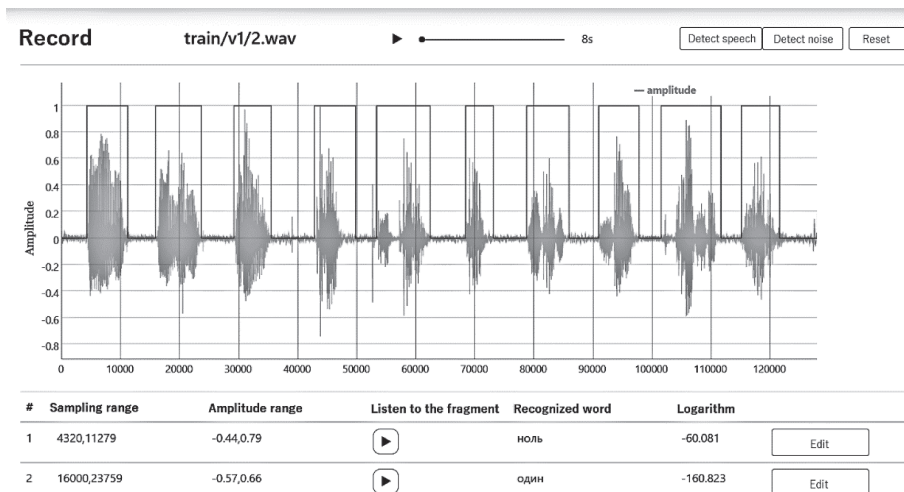 Record train/v1/2.wav 8s Detect speech Detect noise Reset
amplitude
1
0.8
0.6
0.4
0.2
0
-0.2
-0.4
-0.6
-0.8
Amplitude
0 10000 20000 30000 40000 50000 60000 70000 80000 90000 100000 110000 120000
# Sampling range Amplitude range Listen to the fragment Recognized word Logarithm
1 4320,11279 -0.44,0.79 ноль -60.081 Edit
2 16000,23759 -0.57,0.66 один -160.823 Edit